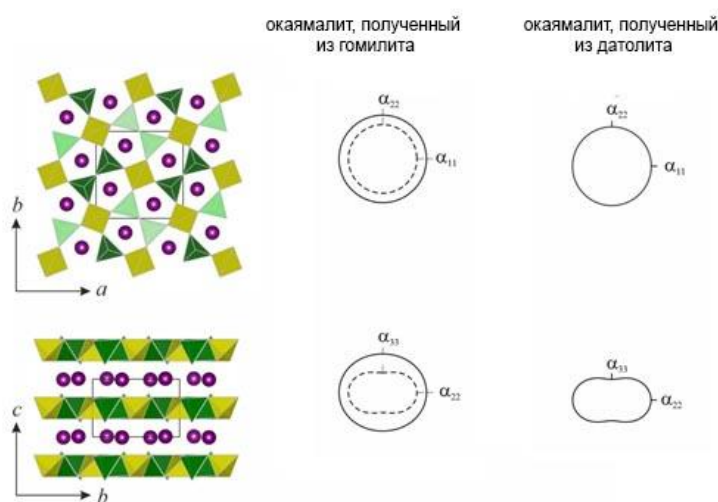 окаямалит, полученный
из гомилита
окаямалит, полученный
из датолита
b
a
α22
α11
α22
α11
c
b
α33
α22
α33
α22